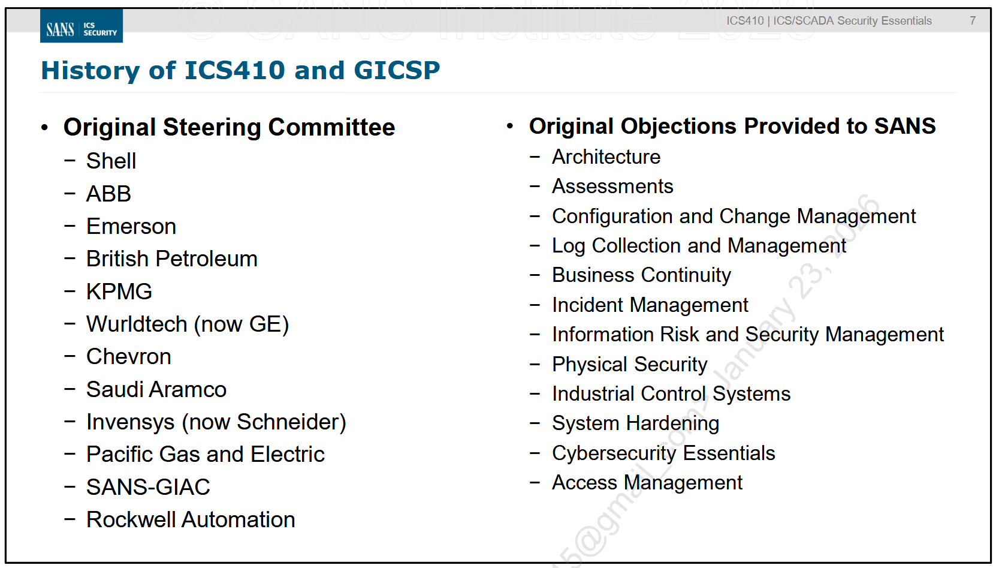 © SANS Institute 2026
SANS
ICS
SECURITY
ICS410 | ICS/SCADA Security Essentials 7
History of ICS410 and GICSP
• Original Steering Committee
– Shell
– ABB
– Emerson
– British Petroleum
– KPMG
– Wurldtech (now GE)
– Chevron
– Saudi Aramco
– Invensys (now Schneider)
– Pacific Gas and Electric
– SANS-GIAC
– Rockwell Automation
• Original Objections Provided to SANS
– Architecture
– Assessments
– Configuration and Change Management
– Log Collection and Management
– Business Continuity
– Incident Management
– Information Risk and Security Management
– Physical Security
– Industrial Control Systems
– System Hardening
– Cybersecurity Essentials
– Access Management
15@gmail_com> January 23, 2026